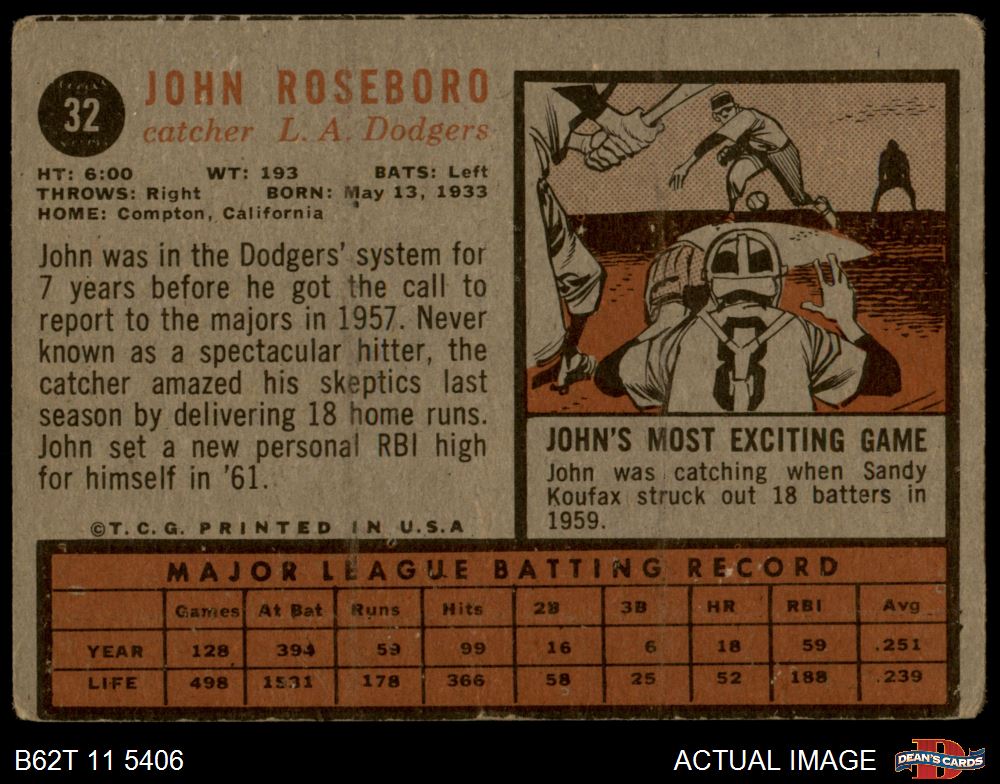 32
JOHN ROSEBORO
catcher L. A. Dodgers
HT: 6:00 WT: 193 BATS: Left
THROWS: Right BORN: May 13, 1933
HOME: Compton, California
John was in the Dodgers' system for
7 years before he got the call to
report to the majors in 1957. Never
known as a spectacular hitter, the
catcher amazed his skeptics last
season by delivering 18 home runs.
John set a new personal RBI high
for himself in '61.
©T.C.G. PRINTED IN U.S.A
8
JOHN'S MOST EXCITING GAME
John was catching when Sandy
Koufax struck out 18 batters in
1959.
MAJOR LEAGUE BATTING RECORD
Games At Bat Runs Hits 2B 3B HR RBI Avg
YEAR 128 394 59 99 16 6 18 59 .251
LIFE 498 1531 178 366 58 25 52 188 .239
B62T 11 5406
ACTUAL IMAGE
DEAN'S CARDS